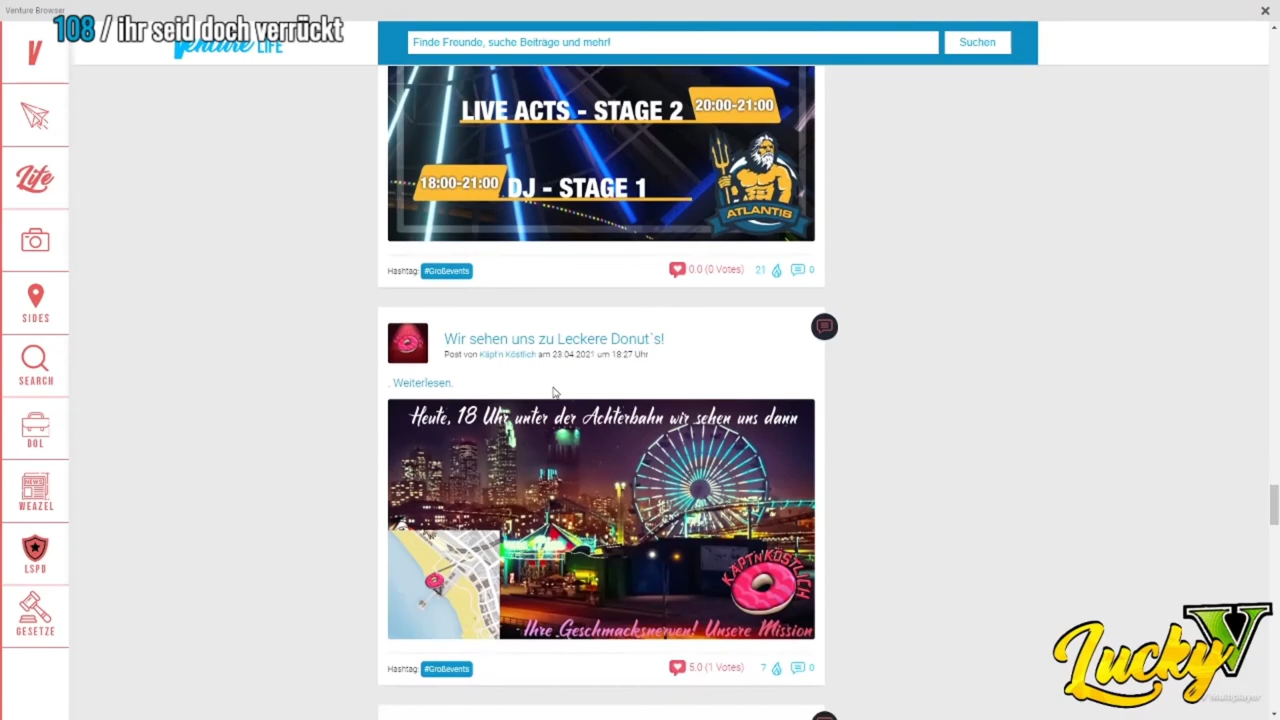 Venture Browser
108 / ihr seid doch verrückt
Venture LIFE
Finde Freunde, suche Beiträge und mehr!
Suchen
V
Life
SIDES
SEARCH
DOL
NEWS
WEAZEL
LSPD
GESETZE
LIVE ACTS - STAGE 2
20:00-21:00
18:00-21:00
DJ - STAGE 1
ATLANTIS
Hashtag: #Großevents
0.0 (0 Votes) 21 0
Wir sehen uns zu Leckere Donut`s!
Post von Käpt'n Köstlich am 23.04.2021 um 18:27 Uhr
. Weiterlesen.
Heute, 18 Uhr unter der Achterbahn wir sehen uns dann
KÄPT'N KÖSTLICH
Ihre Geschmacksnerven! Unsere Mission
Hashtag: #Großevents
5.0 (1 Votes) 7 0
LuckyV
Multiplayer